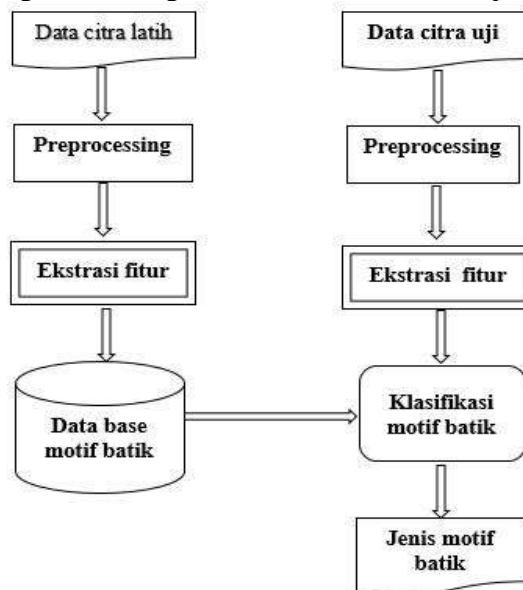 Data citra latih
Preprocessing
Ekstrasi fitur
Data base
motif batik
Data citra uji
Preprocessing
Ekstrasi fitur
Klasifikasi
motif batik
Jenis motif
batik